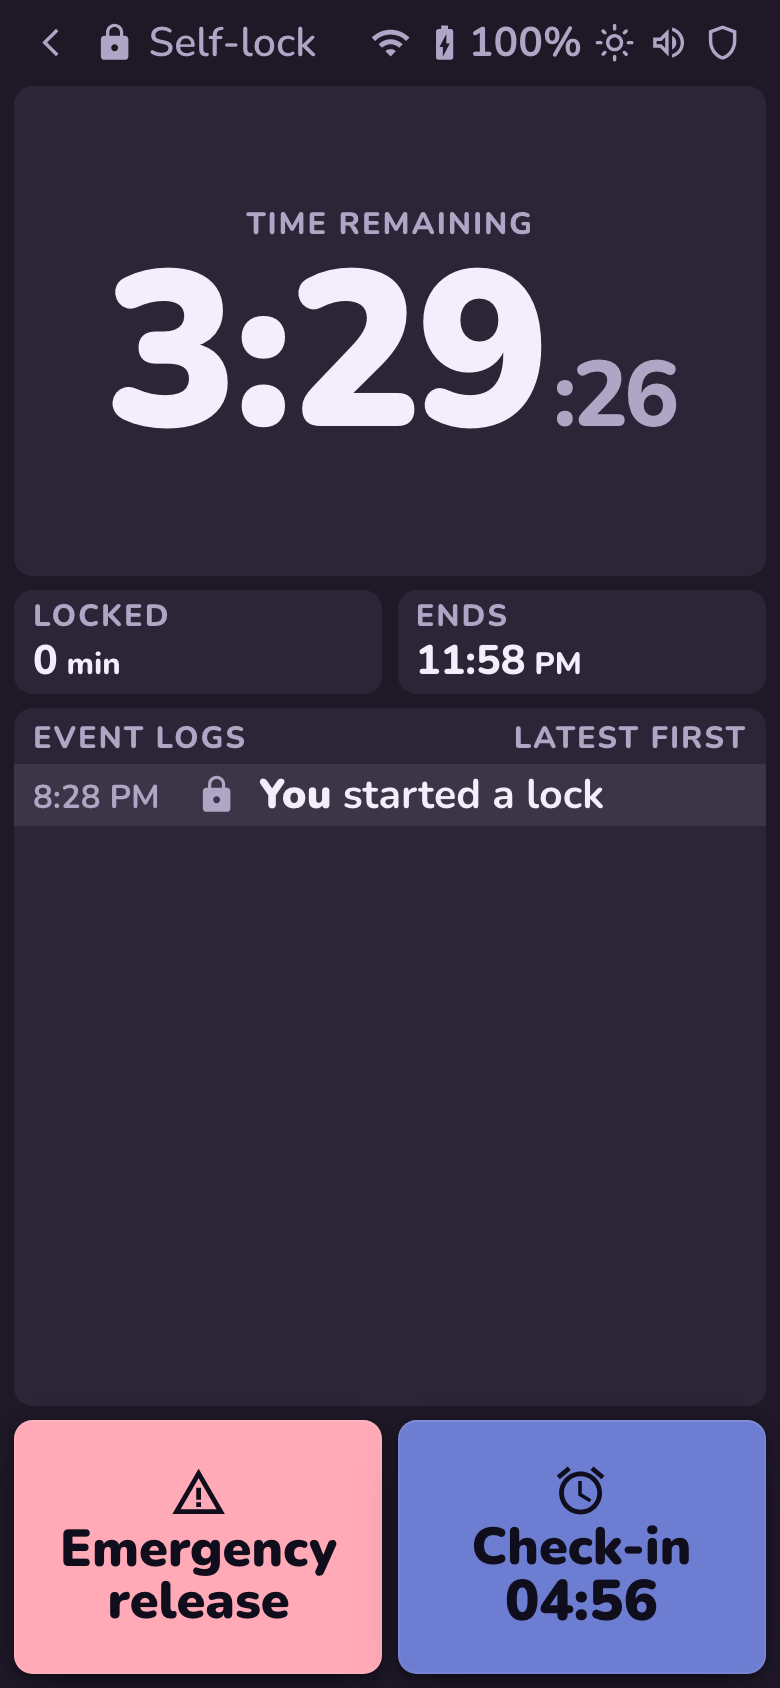 Self-lock 100%
TIME REMAINING
3:29:26
LOCKED
0 min
ENDS
11:58 PM
EVENT LOGS LATEST FIRST
8:28 PM You started a lock
Emergency
release
Check-in
04:56